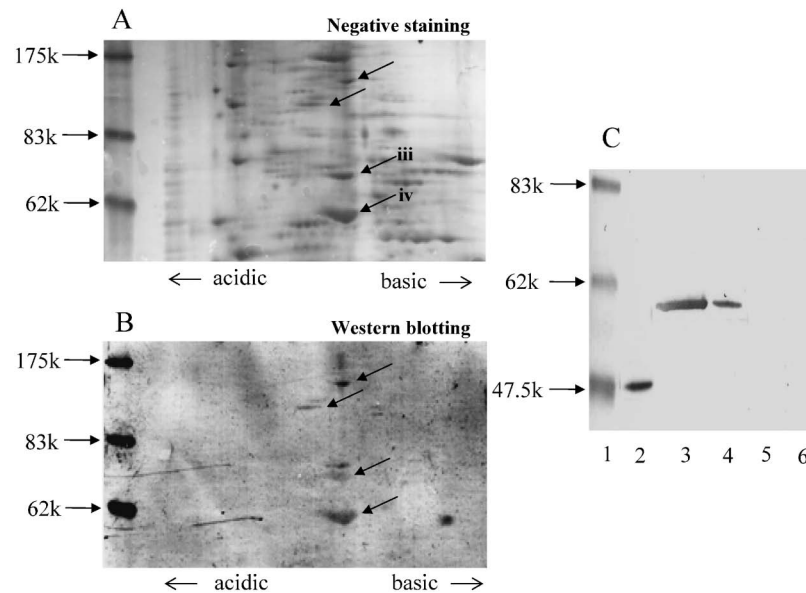 A
Negative staining
175k
83k
62k
iii
iv
acidic
basic
B
Western blotting
175k
83k
62k
acidic
basic
C
83k
62k
47.5k
1 2 3 4 5 6